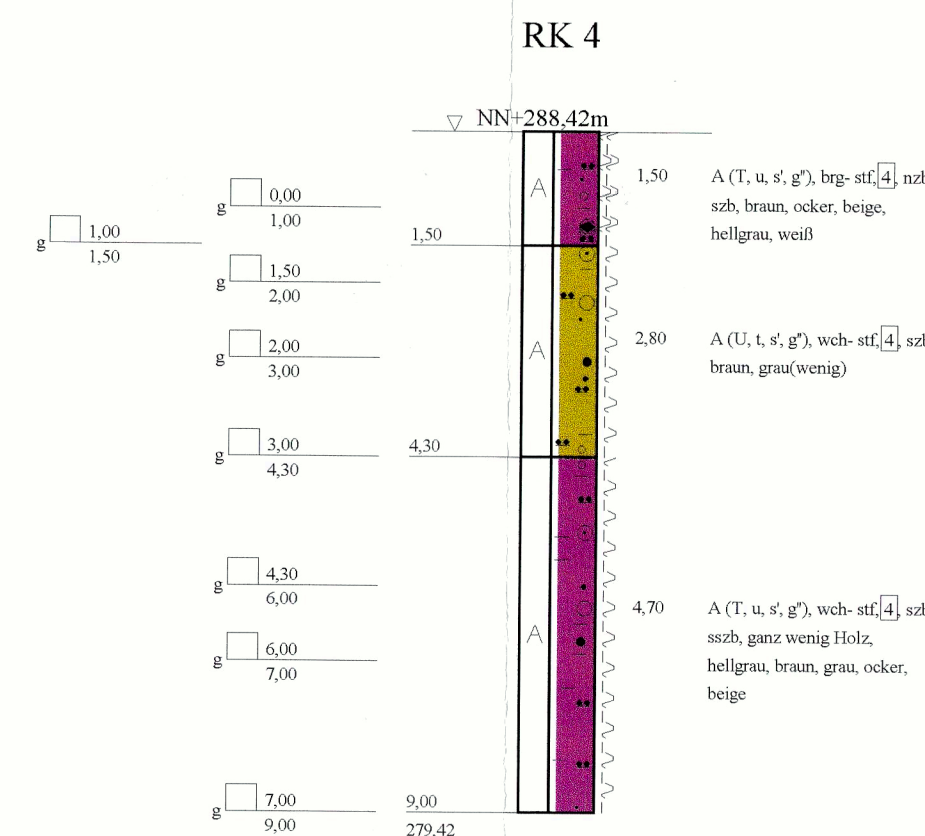 RK 4
NN+288,42m
g 0,00
1,00
g 1,00
1,50
g 1,50
2,00
g 2,00
3,00
g 3,00
4,30
g 4,30
6,00
g 6,00
7,00
g 7,00
9,00
1,50
4,30
9,00
279,42
A
A
A
1,50
A (T, u, s', g"), brg- stf, 4, nzb
szb, braun, ocker, beige,
hellgrau, weiß
2,80
A (U, t, s', g"), wch- stf, 4, szb
braun, grau(wenig)
4,70
A (T, u, s', g"), wch- stf, 4, szb
sszb, ganz wenig Holz,
hellgrau, braun, grau, ocker,
beige